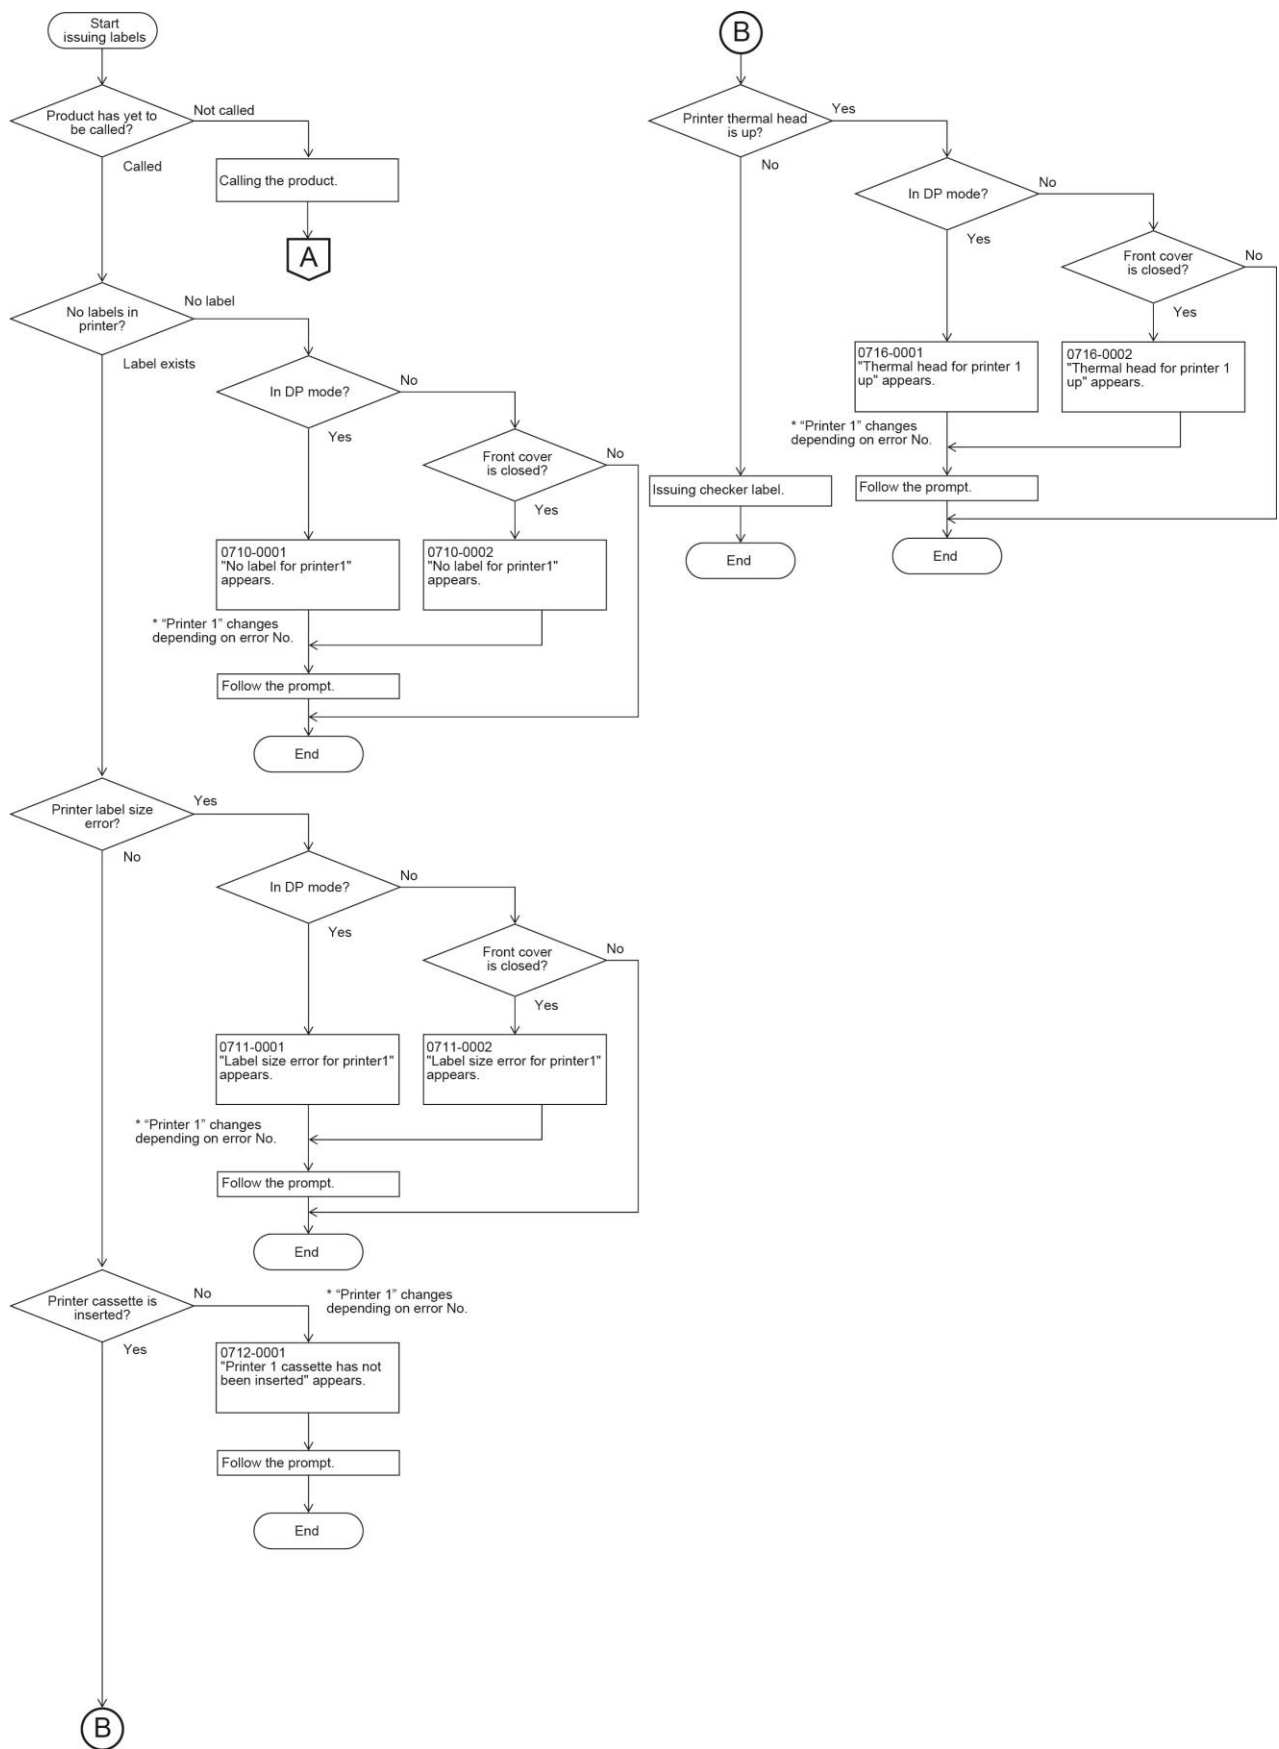 Start
issuing labels
Product has yet to
be called?
Not called
Called
Calling the product.
A
No labels in
printer?
No label
Label exists
In DP mode?
No
Yes
Front cover
is closed?
No
Yes
0710-0001
"No label for printer1"
appears.
0710-0002
"No label for printer1"
appears.
* “Printer 1” changes
depending on error No.
Follow the prompt.
End
Printer label size
error?
Yes
No
In DP mode?
No
Yes
Front cover
is closed?
No
Yes
0711-0001
"Label size error for printer1"
appears.
0711-0002
"Label size error for printer1"
appears.
* “Printer 1” changes
depending on error No.
Follow the prompt.
End
Printer cassette is
inserted?
No
Yes
* “Printer 1” changes
depending on error No.
0712-0001
"Printer 1 cassette has not
been inserted" appears.
Follow the prompt.
End
B
B
Printer thermal head
is up?
Yes
No
In DP mode?
No
Yes
Front cover
is closed?
No
Yes
0716-0001
"Thermal head for printer 1
up" appears.
0716-0002
"Thermal head for printer 1
up" appears.
* “Printer 1” changes
depending on error No.
Issuing checker label.
Follow the prompt.
End
End